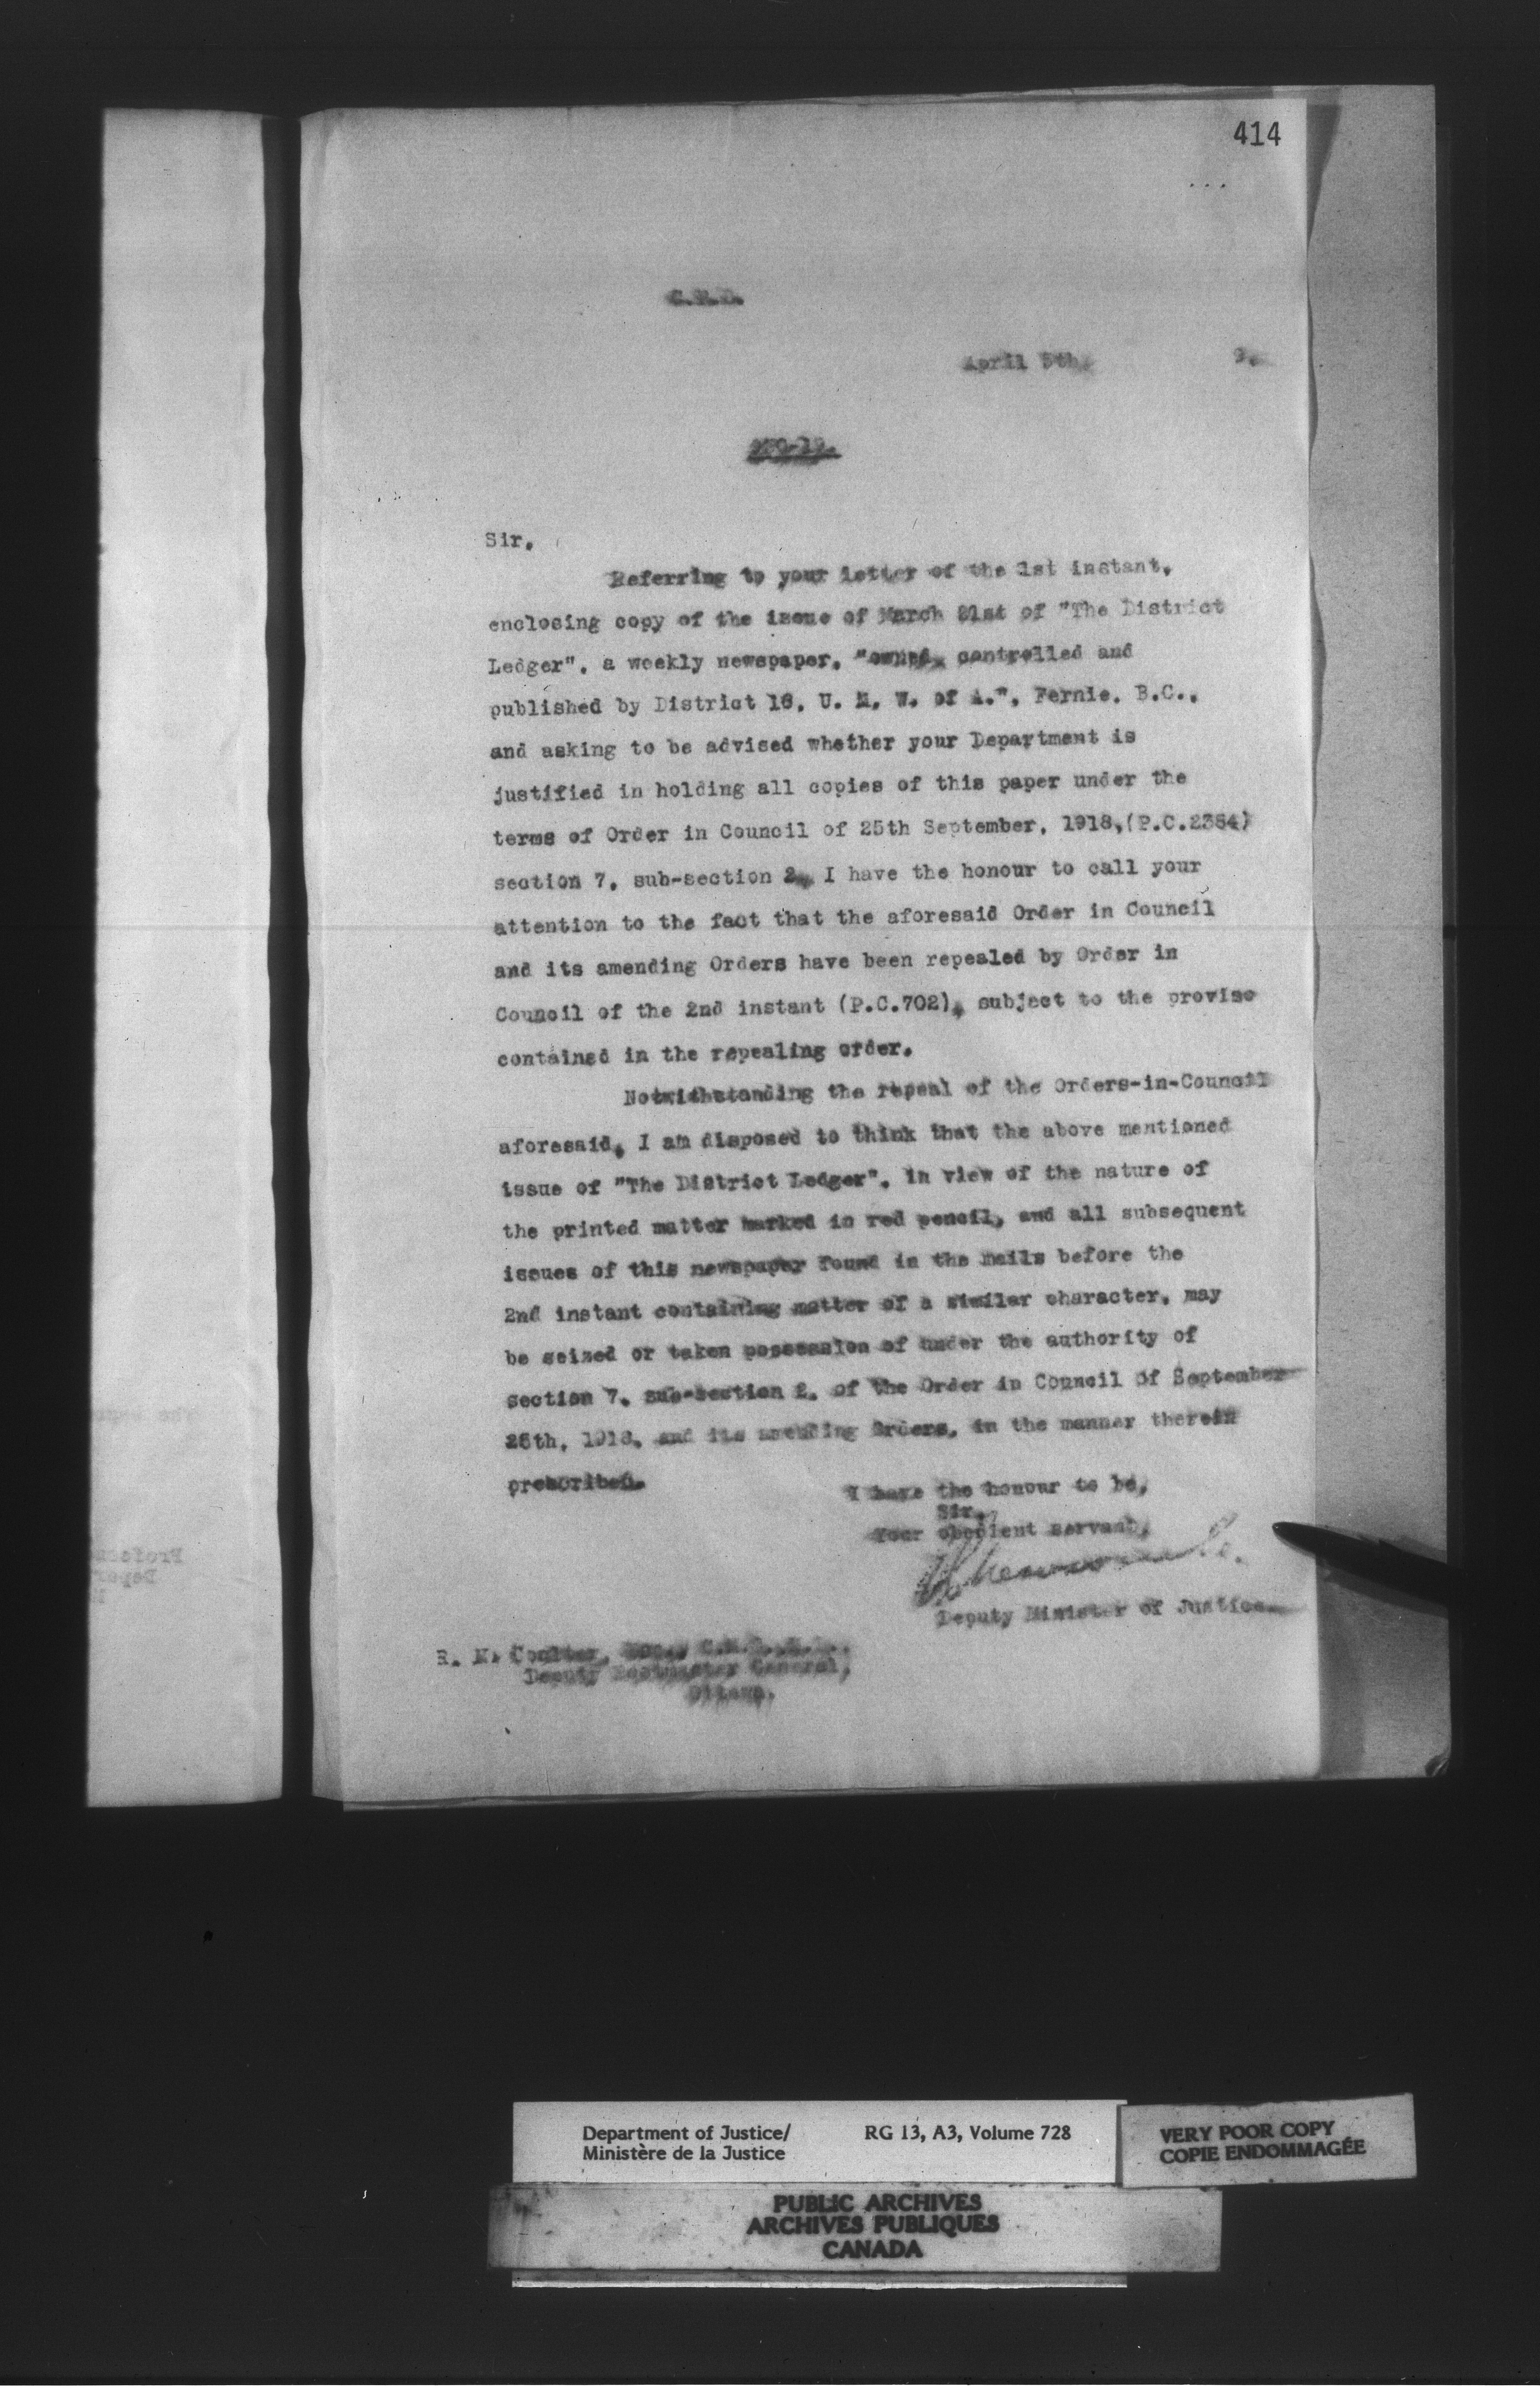 414
April 5th,
Sir,
Referring to your letter of the 1st instant,
enclosing copy of the issue of March 21st of "The District
Ledger", a weekly newspaper, "owned, controlled and
published by District 18, U. M. W. of A.", Fernie, B.C.,
and asking to be advised whether your Department is
justified in holding all copies of this paper under the
terms of Order in Council of 25th September, 1918,(P.C.2384)
section 7, sub-section 2, I have the honour to call your
attention to the fact that the aforesaid Order in Council
and its amending Orders have been repealed by Order in
Council of the 2nd instant (P.C.702), subject to the proviso
contained in the repealing order.
Notwithstanding the repeal of the Orders-in-Council
aforesaid, I am disposed to think that the above mentioned
issue of "The District Ledger", in view of the nature of
the printed matter marked in red pencil, and all subsequent
issues of this newspaper found in the mails before the
2nd instant containing matter of a similar character, may
be seized or taken possession of under the authority of
section 7, sub-section 2, of the Order in Council of September
25th, 1918, and its amending Orders, in the manner therein
prescribed.
I have the honour to be,
Sir,
Your obedient servant,
Deputy Minister of Justice.
R. M. Coulter, Esq., C.M.G., M.D.,
Deputy Postmaster General,
Ottawa.
Department of Justice/ RG 13, A3, Volume 728
Ministère de la Justice
VERY POOR COPY
COPIE ENDOMMAGÉE
PUBLIC ARCHIVES
ARCHIVES PUBLIQUES
CANADA